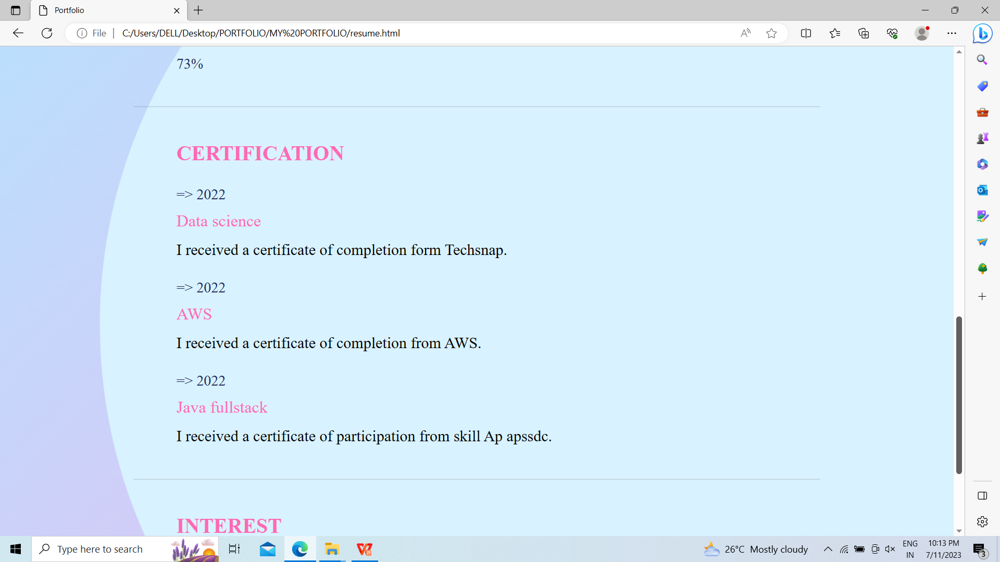 Portfolio
File
C:/Users/DELL/Desktop/PORTFOLIO/MY%20PORTFOLIO/resume.html
73%
CERTIFICATION
=> 2022
Data science
I received a certificate of completion form Techsnap.
=> 2022
AWS
I received a certificate of completion from AWS.
=> 2022
Java fullstack
I received a certificate of participation from skill Ap apssdc.
INTEREST
Type here to search
26°C Mostly cloudy
ENG
IN
10:13 PM
7/11/2023
3